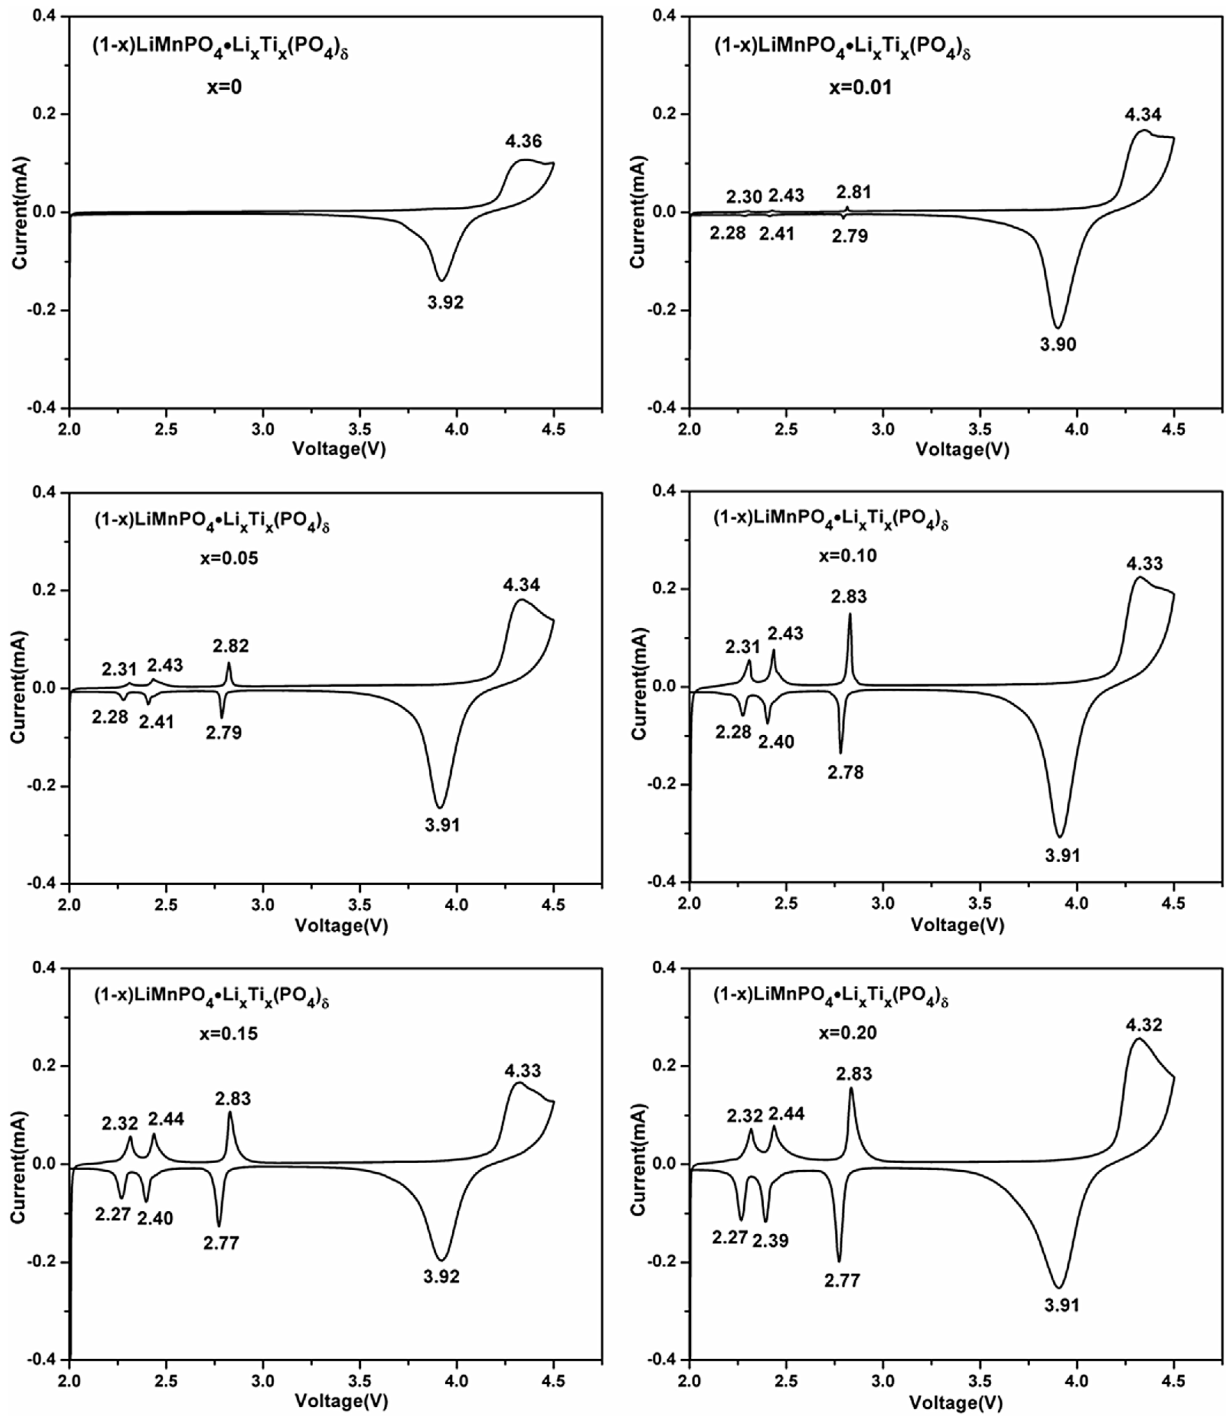 0.4
0.2
0.0
-0.2
-0.4
Current(mA)
(1-x)LiMnPO4•LixTix(PO4)δ
x=0
4.36
3.92
2.0 2.5 3.0 3.5 4.0 4.5
Voltage(V)
0.4
0.2
0.0
-0.2
-0.4
Current(mA)
(1-x)LiMnPO4•LixTix(PO4)δ
x=0.01
4.34
2.30 2.43 2.81
2.28 2.41 2.79
3.90
2.0 2.5 3.0 3.5 4.0 4.5
Voltage(V)
0.4
0.2
0.0
-0.2
-0.4
Current(mA)
(1-x)LiMnPO4•LixTix(PO4)δ
x=0.05
4.34
2.31 2.43 2.82
2.28 2.41 2.79
3.91
2.0 2.5 3.0 3.5 4.0 4.5
Voltage(V)
0.4
0.2
0.0
-0.2
-0.4
Current(mA)
(1-x)LiMnPO4•LixTix(PO4)δ
x=0.10
4.33
2.31 2.43 2.83
2.28 2.40 2.78
3.91
2.0 2.5 3.0 3.5 4.0 4.5
Voltage(V)
0.4
0.2
0.0
-0.2
-0.4
Current(mA)
(1-x)LiMnPO4•LixTix(PO4)δ
x=0.15
4.33
2.32 2.44 2.83
2.27 2.40 2.77
3.92
2.0 2.5 3.0 3.5 4.0 4.5
Voltage(V)
0.4
0.2
0.0
-0.2
-0.4
Current(mA)
(1-x)LiMnPO4•LixTix(PO4)δ
x=0.20
4.32
2.32 2.44 2.83
2.27 2.39 2.77
3.91
2.0 2.5 3.0 3.5 4.0 4.5
Voltage(V)